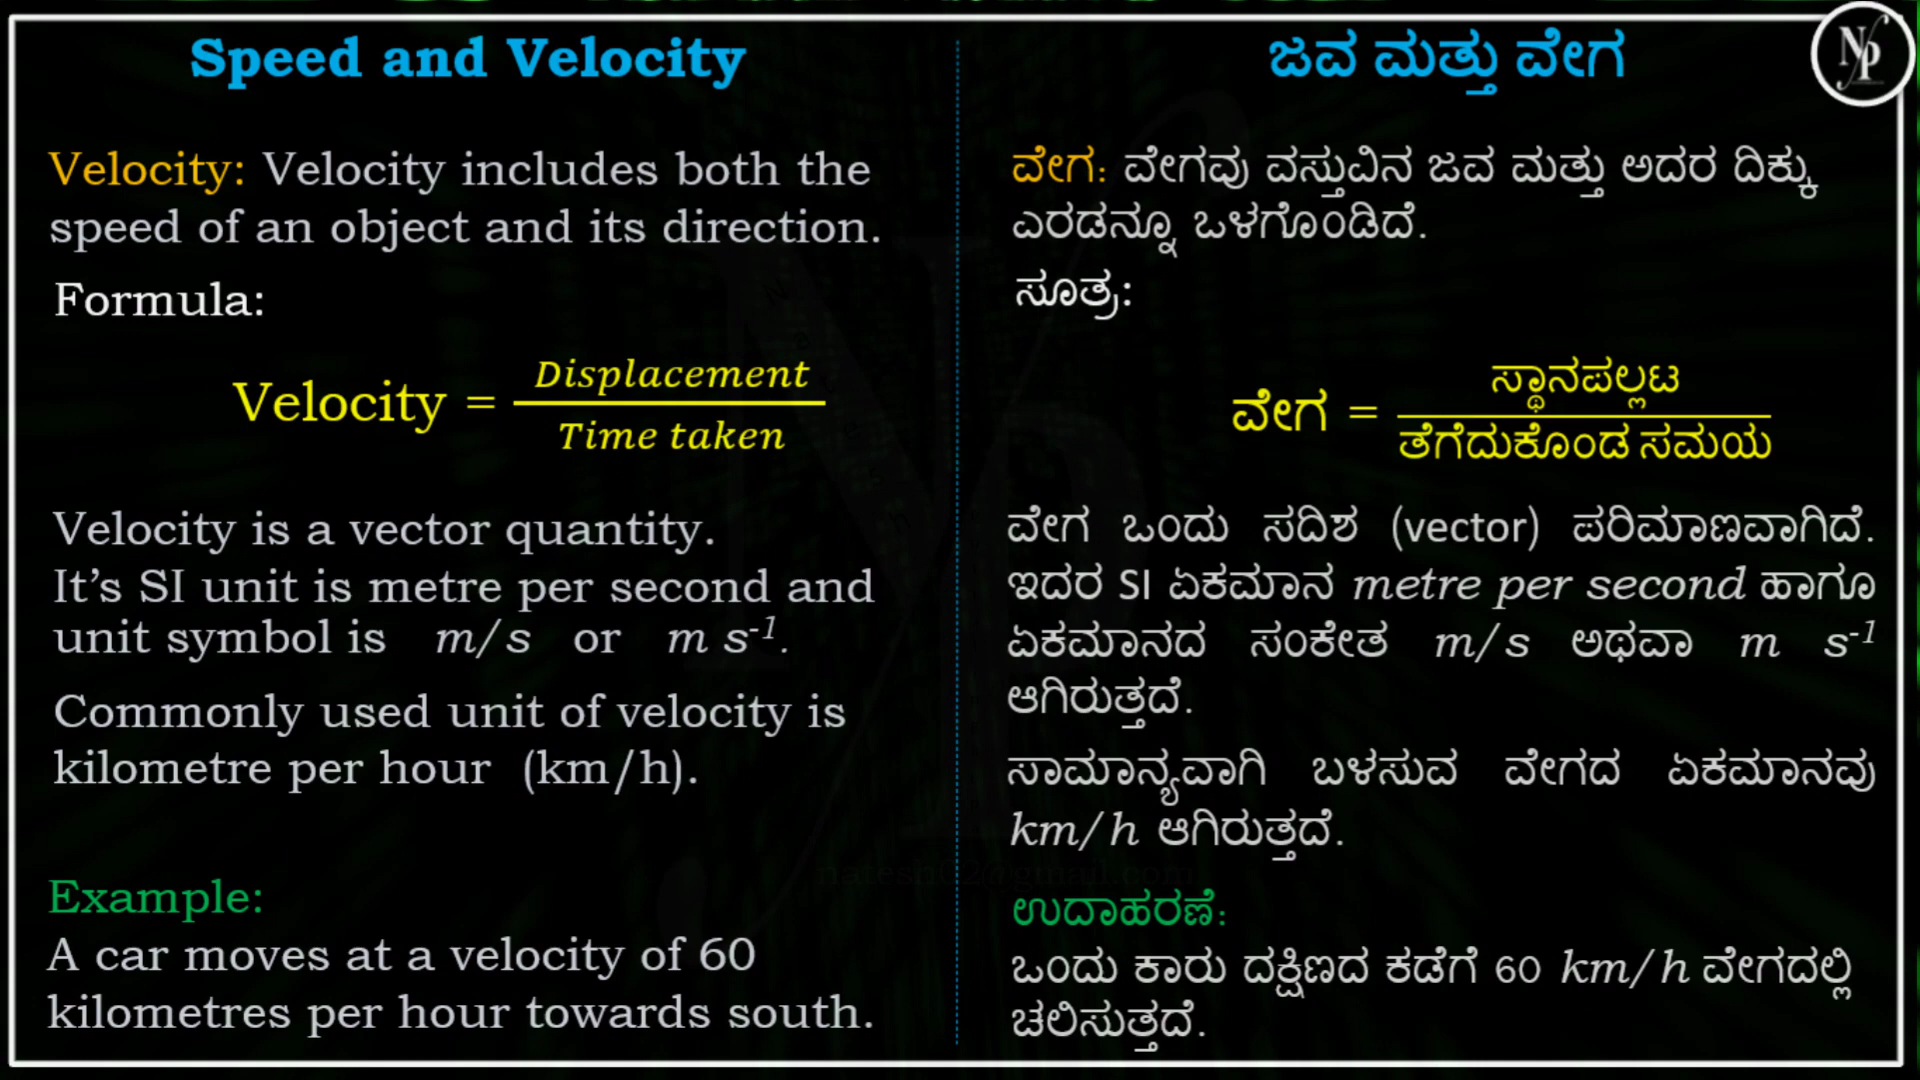 Speed and Velocity
Velocity: Velocity includes both the
speed of an object and its direction.
Formula:
Velocity = Displacement / Time taken
Velocity is a vector quantity.
It’s SI unit is metre per second and
unit symbol is m/s or m s⁻¹.
Commonly used unit of velocity is
kilometre per hour (km/h).
Example:
A car moves at a velocity of 60
kilometres per hour towards south.
ಜವ ಮತ್ತು ವೇಗ
NP
ವೇಗ: ವೇಗವು ವಸ್ತುವಿನ ಜವ ಮತ್ತು ಅದರ ದಿಕ್ಕು
ಎರಡನ್ನೂ ಒಳಗೊಂಡಿದೆ.
ಸೂತ್ರ:
ವೇಗ = ಸ್ಥಾನಪಲ್ಲಟ / ತೆಗೆದುಕೊಂಡ ಸಮಯ
ವೇಗ ಒಂದು ಸದಿಶ (vector) ಪರಿಮಾಣವಾಗಿದೆ.
ಇದರ SI ಏಕಮಾನ metre per second ಹಾಗೂ
ಏಕಮಾನದ ಸಂಕೇತ m/s ಅಥವಾ m s⁻¹
ಆಗಿರುತ್ತದೆ.
ಸಾಮಾನ್ಯವಾಗಿ ಬಳಸುವ ವೇಗದ ಏಕಮಾನವು
km/h ಆಗಿರುತ್ತದೆ.
ಉದಾಹರಣೆ:
ಒಂದು ಕಾರು ದಕ್ಷಿಣದ ಕಡೆಗೆ 60 km/h ವೇಗದಲ್ಲಿ
ಚಲಿಸುತ್ತದೆ.